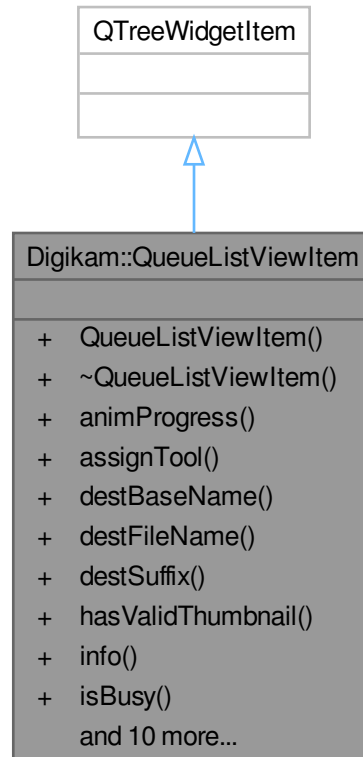 QTreeWidgetItem
Digikam::QueueListViewItem
+ QueueListViewItem()
+ ~QueueListViewItem()
+ animProgress()
+ assignTool()
+ destBaseName()
+ destFileName()
+ destSuffix()
+ hasValidThumbnail()
+ info()
+ isBusy()
and 10 more...